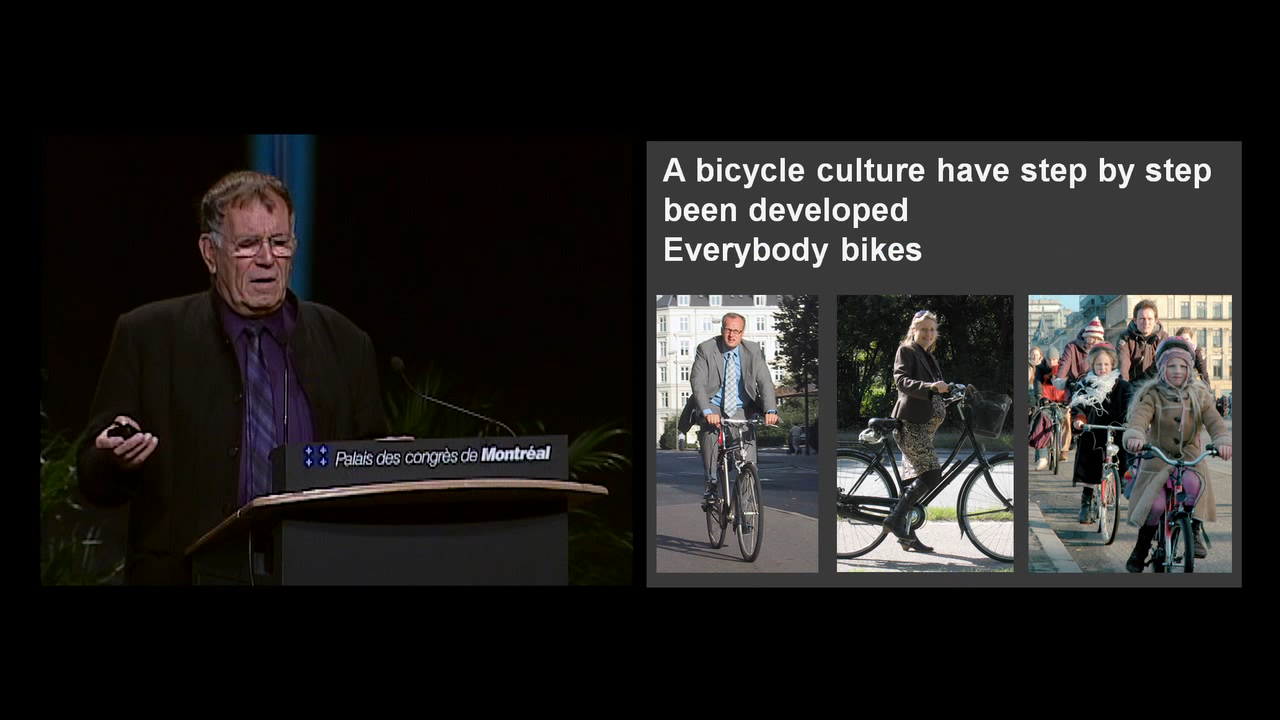 A bicycle culture have step by step
been developed
Everybody bikes
Palais des congrès de Montréal